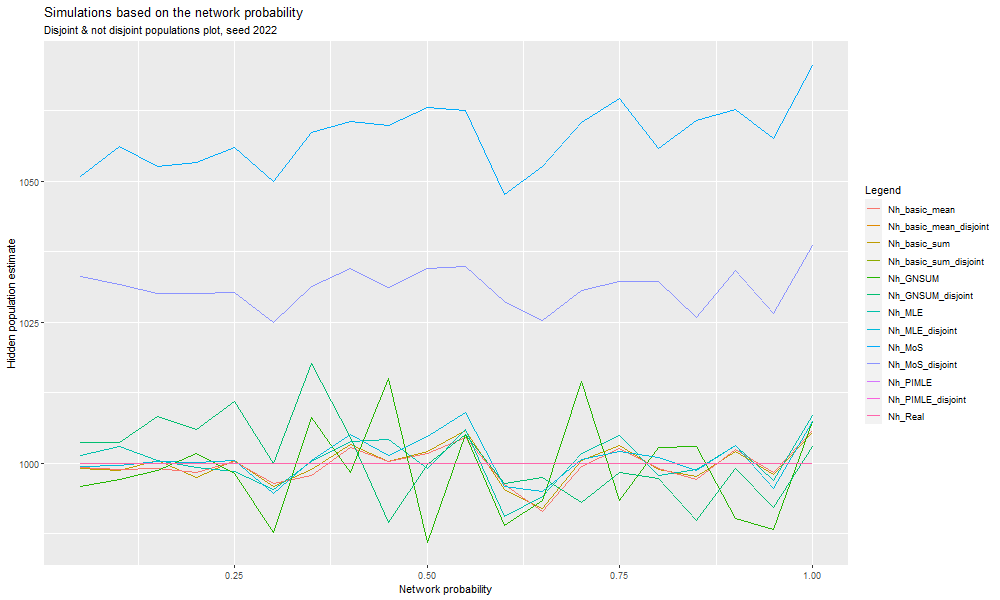 Simulations based on the network probability
Disjoint & not disjoint populations plot, seed 2022
Hidden population estimate
1050
1025
1000
0.25
0.50
0.75
1.00
Network probability
Legend
Nh_basic_mean
Nh_basic_mean_disjoint
Nh_basic_sum
Nh_basic_sum_disjoint
Nh_GNSUM
Nh_GNSUM_disjoint
Nh_MLE
Nh_MLE_disjoint
Nh_MoS
Nh_MoS_disjoint
Nh_PIMLE
Nh_PIMLE_disjoint
Nh_Real